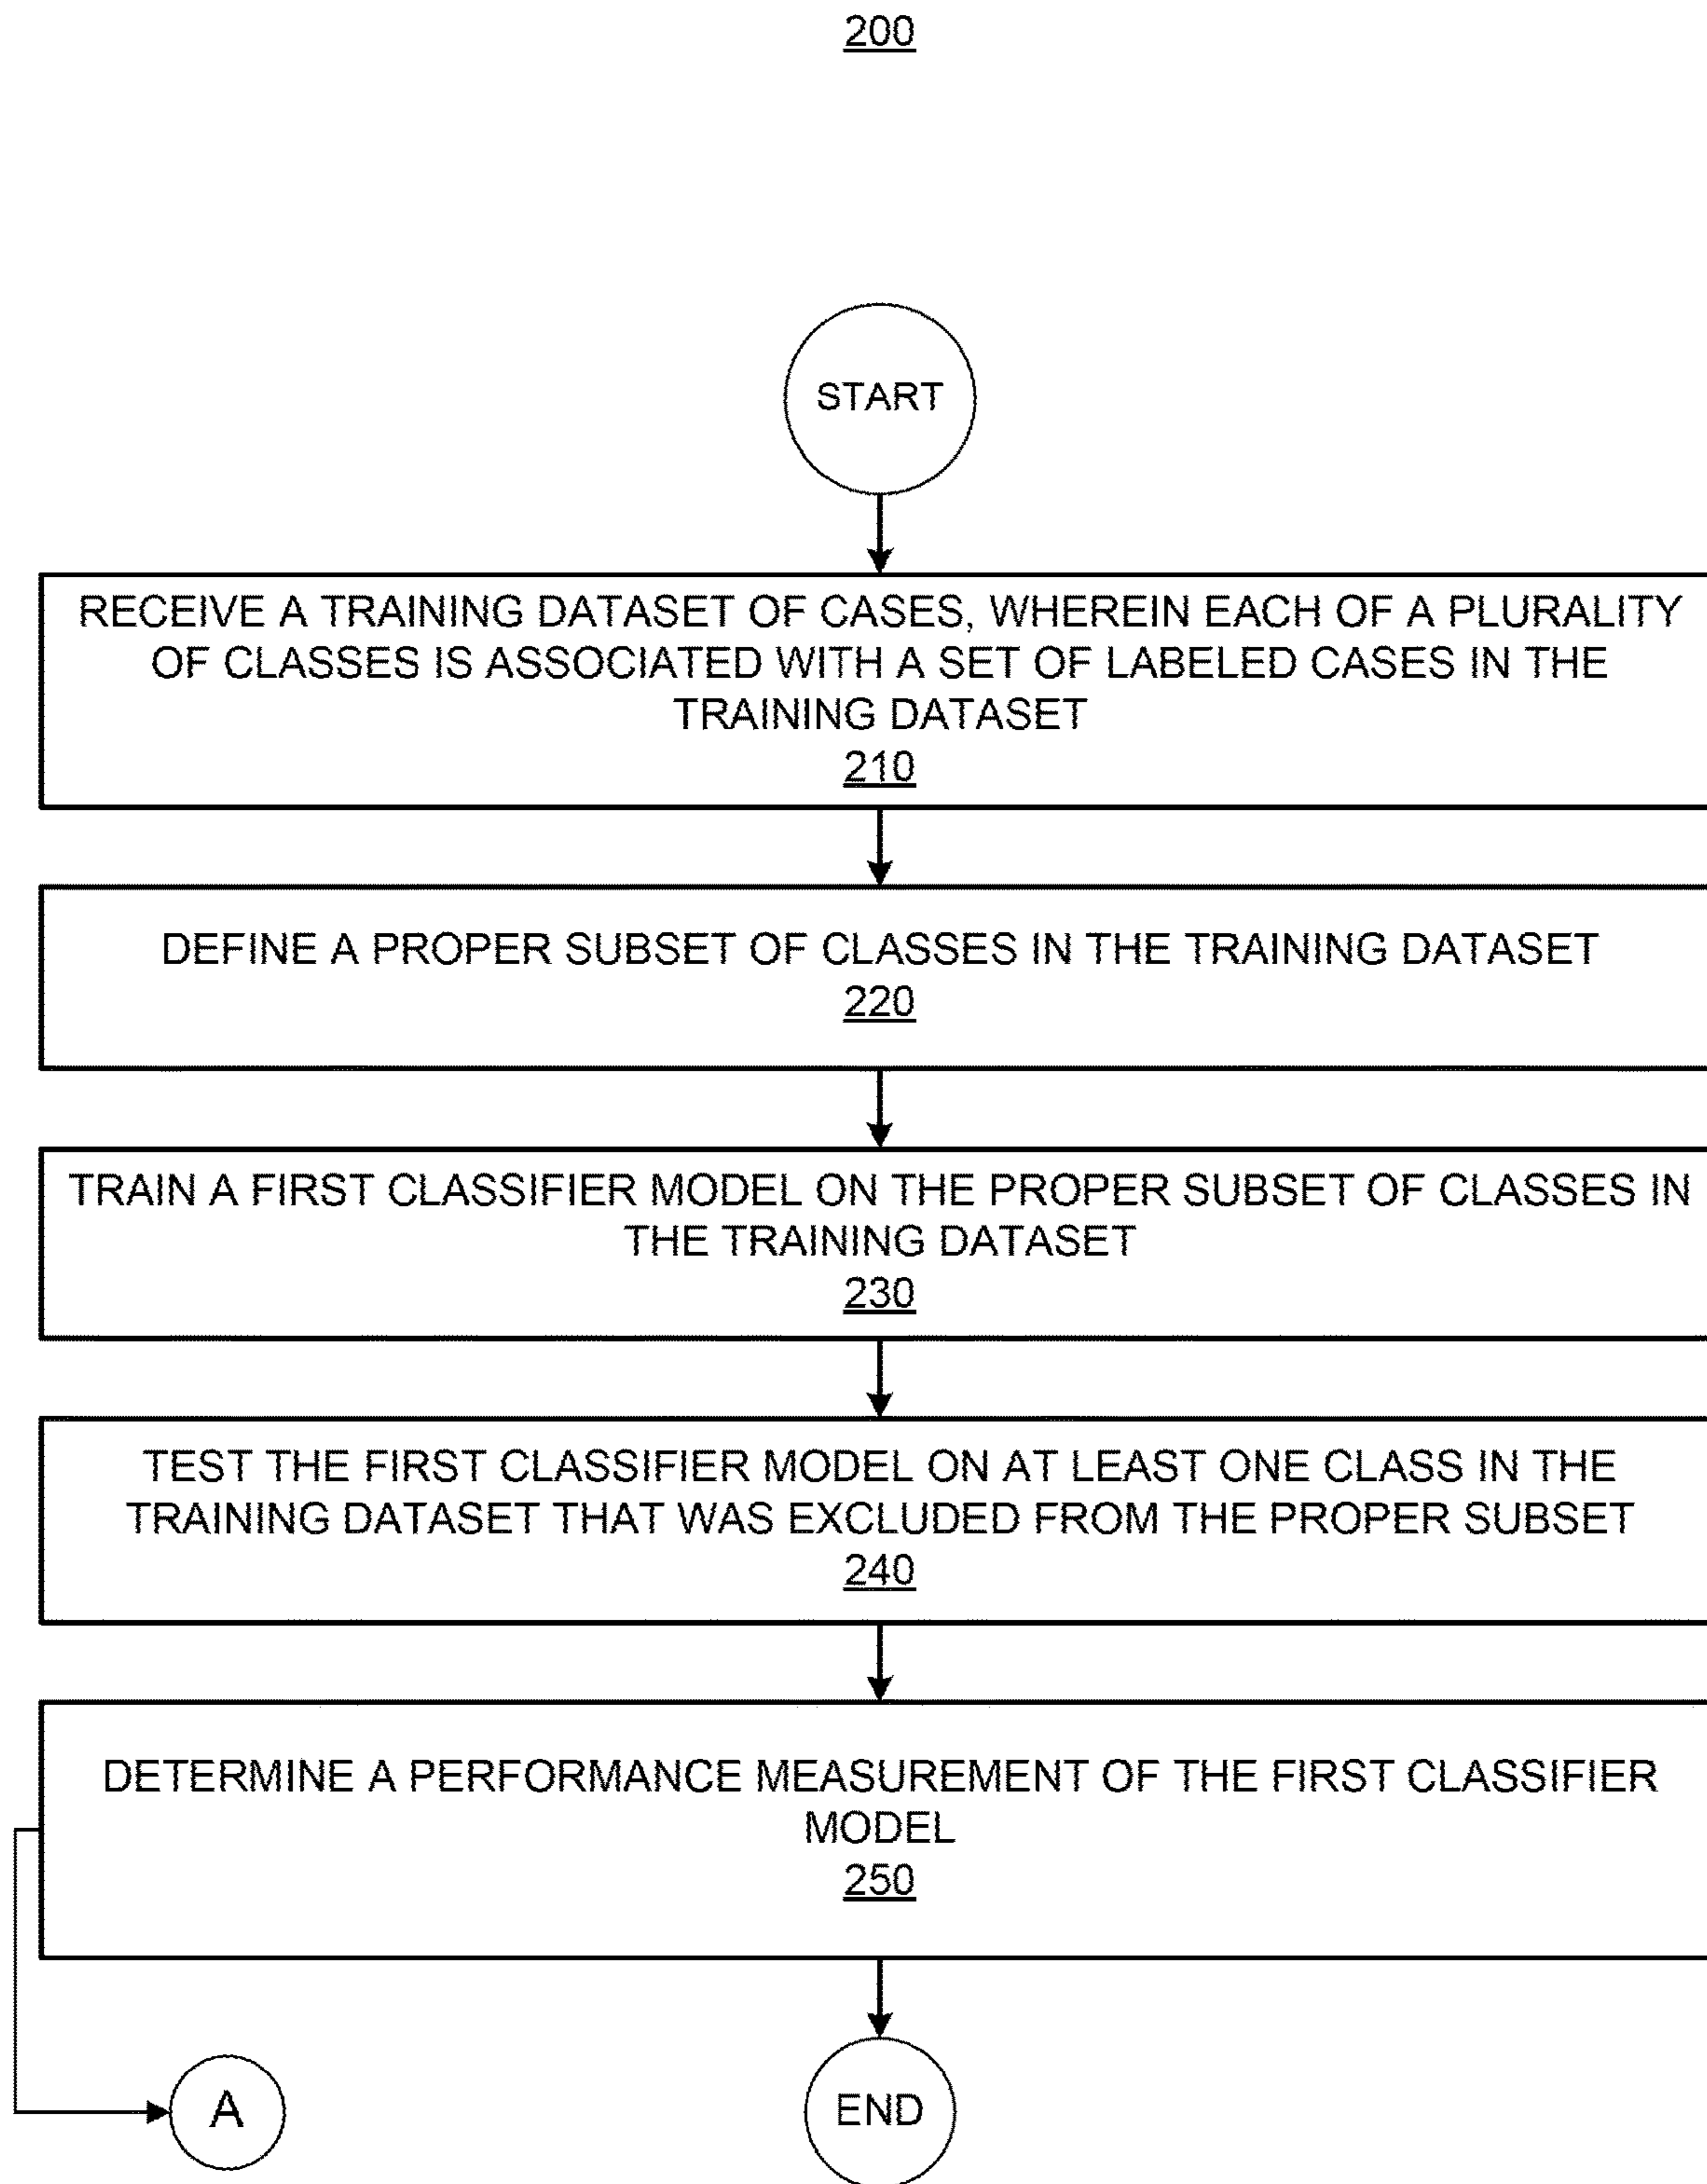 200
START
RECEIVE A TRAINING DATASET OF CASES, WHEREIN EACH OF A PLURALITY
OF CLASSES IS ASSOCIATED WITH A SET OF LABELED CASES IN THE
TRAINING DATASET
210
DEFINE A PROPER SUBSET OF CLASSES IN THE TRAINING DATASET
220
TRAIN A FIRST CLASSIFIER MODEL ON THE PROPER SUBSET OF CLASSES IN
THE TRAINING DATASET
230
TEST THE FIRST CLASSIFIER MODEL ON AT LEAST ONE CLASS IN THE
TRAINING DATASET THAT WAS EXCLUDED FROM THE PROPER SUBSET
240
DETERMINE A PERFORMANCE MEASUREMENT OF THE FIRST CLASSIFIER
MODEL
250
A
END